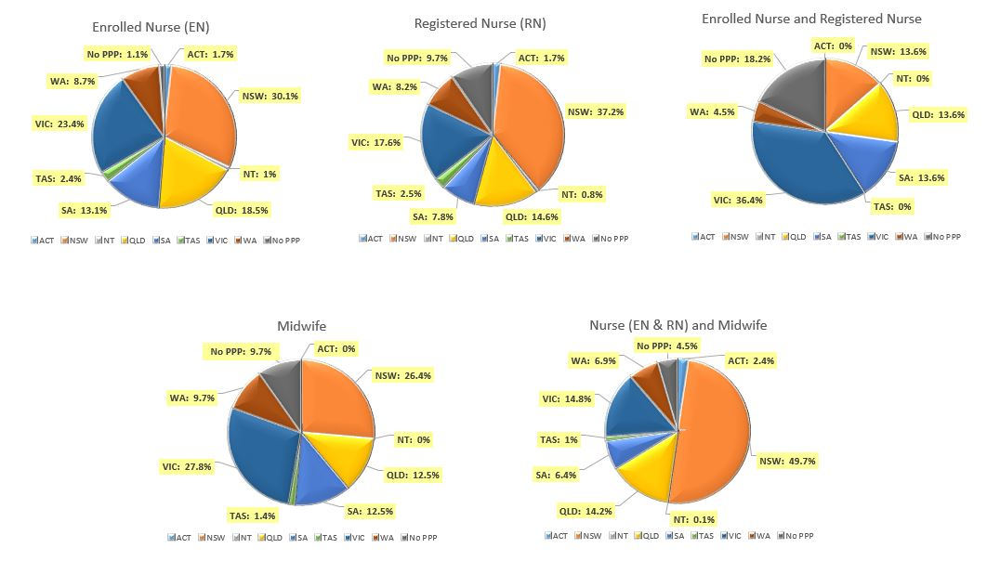 Enrolled Nurse (EN)
No PPP: 1.1%
ACT: 1.7%
WA: 8.7%
NSW: 30.1%
VIC: 23.4%
NT: 1%
TAS: 2.4%
SA: 13.1%
QLD: 18.5%
ACT NSW NT QLD SA TAS VIC WA No PPP
Registered Nurse (RN)
No PPP: 9.7%
ACT: 1.7%
WA: 8.2%
NSW: 37.2%
VIC: 17.6%
TAS: 2.5%
NT: 0.8%
SA: 7.8%
QLD: 14.6%
ACT NSW NT QLD SA TAS VIC WA No PPP
Enrolled Nurse and Registered Nurse
ACT: 0%
NSW: 13.6%
No PPP: 18.2%
NT: 0%
WA: 4.5%
QLD: 13.6%
SA: 13.6%
VIC: 36.4%
TAS: 0%
ACT NSW NT QLD SA TAS VIC WA No PPP
Midwife
No PPP: 9.7%
ACT: 0%
NSW: 26.4%
WA: 9.7%
NT: 0%
VIC: 27.8%
QLD: 12.5%
TAS: 1.4%
SA: 12.5%
ACT NSW NT QLD SA TAS VIC WA No PPP
Nurse (EN & RN) and Midwife
No PPP: 4.5%
WA: 6.9%
ACT: 2.4%
VIC: 14.8%
TAS: 1%
NSW: 49.7%
SA: 6.4%
QLD: 14.2%
NT: 0.1%
ACT NSW NT QLD SA TAS VIC WA No PPP